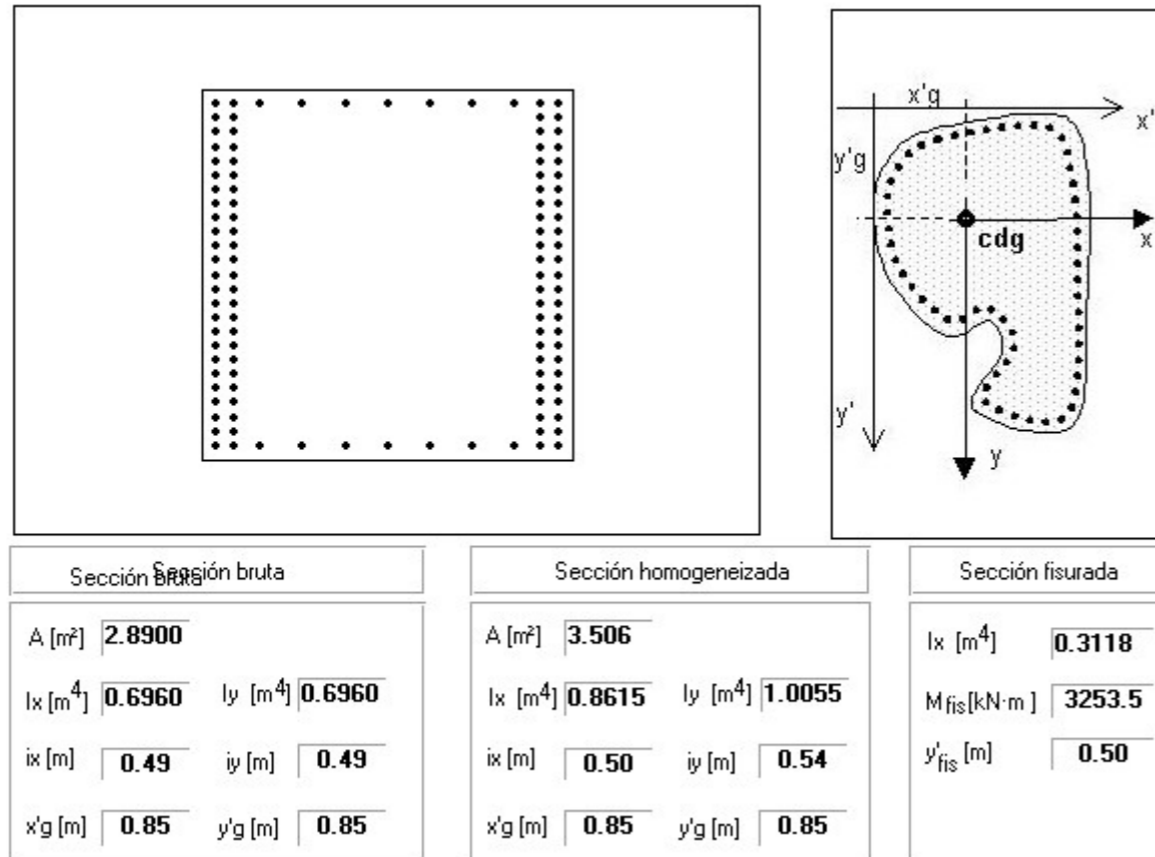 x'g
x'
y'g
cdg
x
y'
y
Sección bruta Sección bruta
A [m²] 2.8900
Ix [m4] 0.6960 Iy [m4] 0.6960
ix [m] 0.49 iy [m] 0.49
x'g [m] 0.85 y'g [m] 0.85
Sección homogeneizada
A [m²] 3.506
Ix [m4] 0.8615 Iy [m4] 1.0055
ix [m] 0.50 iy [m] 0.54
x'g [m] 0.85 y'g [m] 0.85
Sección fisurada
Ix [m4] 0.3118
Mfis[kN·m ] 3253.5
y'fis [m] 0.50